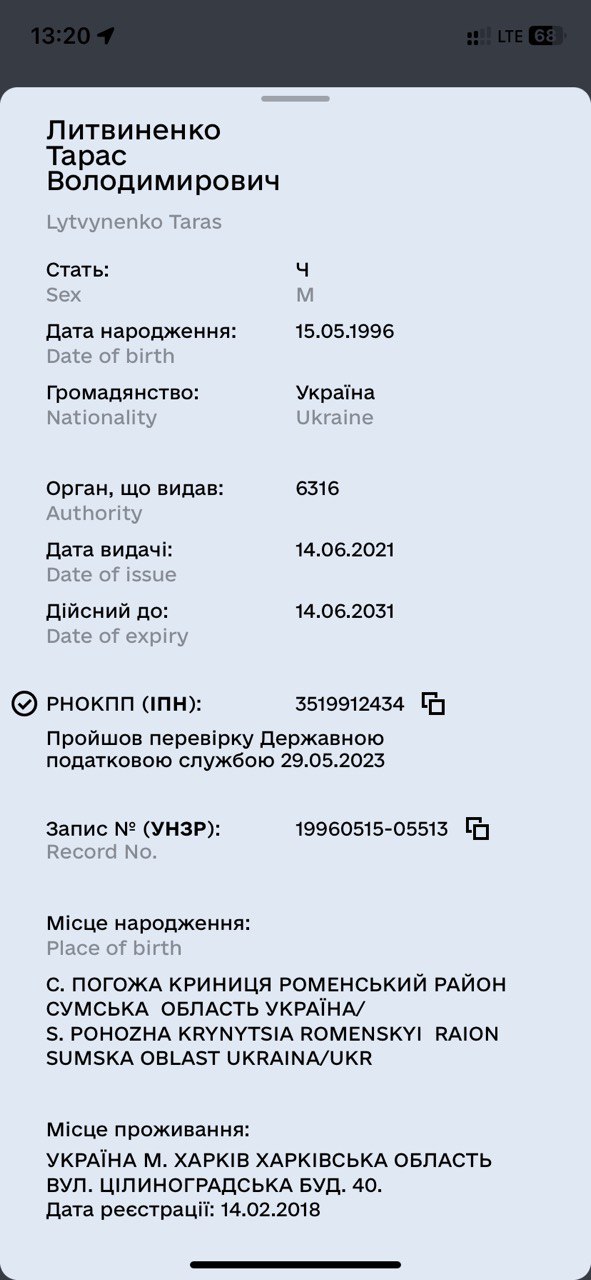 13:20
LTE 68
Литвиненко
Тарас
Володимирович
Lytvynenko Taras
Стать: Ч
Sex M
Дата народження: 15.05.1996
Date of birth
Громадянство: Україна
Nationality Ukraine
Орган, що видав: 6316
Authority
Дата видачі: 14.06.2021
Date of issue
Дійсний до: 14.06.2031
Date of expiry
РНОКПП (ІПН): 3519912434
Пройшов перевірку Державною
податковою службою 29.05.2023
Запис № (УНЗР): 19960515-05513
Record No.
Місце народження:
Place of birth
С. ПОГОЖА КРИНИЦЯ РОМЕНСЬКИЙ РАЙОН
СУМСЬКА ОБЛАСТЬ УКРАЇНА/
S. POHOZHA KRYNYTSIA ROMENSKYI RAION
SUMSKA OBLAST UKRAINA/UKR
Місце проживання:
УКРАЇНА М. ХАРКІВ ХАРКІВСЬКА ОБЛАСТЬ
ВУЛ. ЦІЛИНОГРАДСЬКА БУД. 40.
Дата реєстрації: 14.02.2018